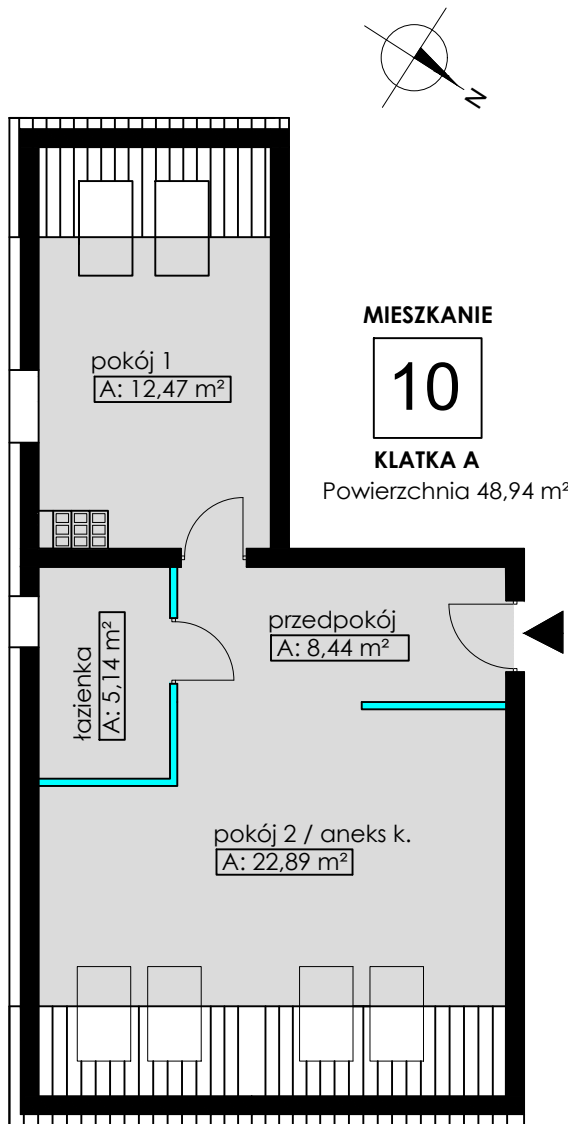 N
MIESZKANIE
10
KLATKA A
Powierzchnia 48,94 m²
pokój 1
A: 12,47 m²
przedpokój
A: 8,44 m²
łazienka
A: 5,14 m²
pokój 2 / aneks k.
A: 22,89 m²